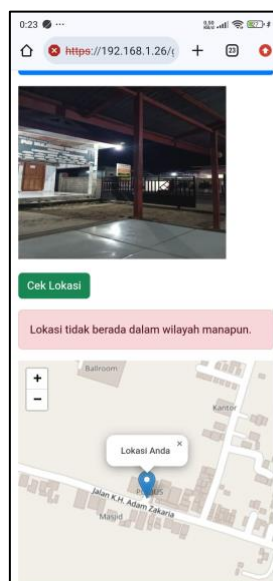 0:23
23
https://192.168.1.26/
Cek Lokasi
Lokasi tidak berada dalam wilayah manapun.
Ballroom
+
−
Kantor
Lokasi Anda
×
Jalan K.H. Adam Zakaria
Masjid